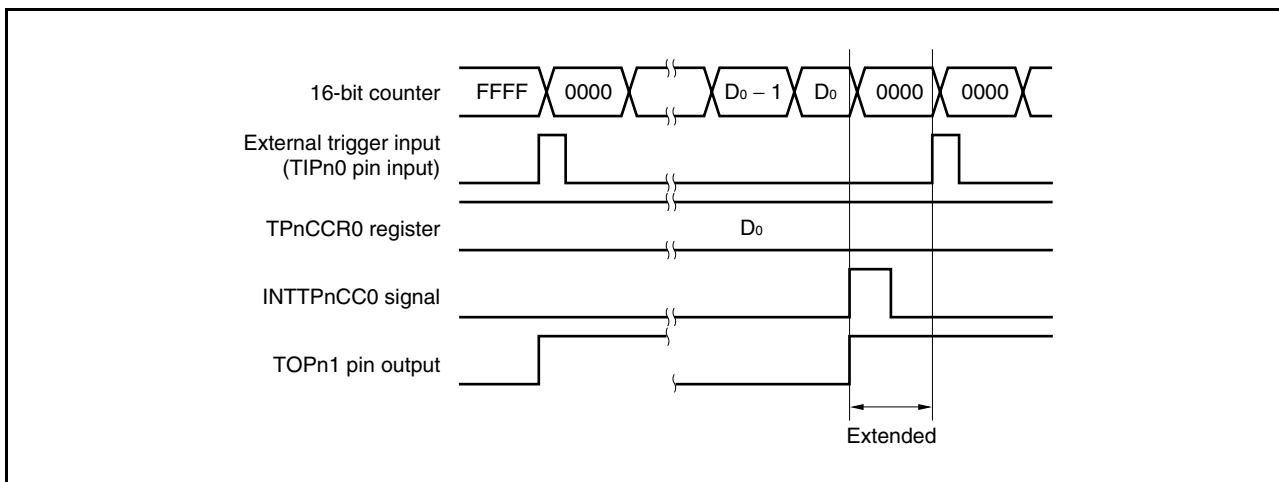 16-bit counter
FFFF 0000 D₀ − 1 D₀ 0000 0000
External trigger input
(TIPn0 pin input)
TPnCCR0 register
D₀
INTTPnCC0 signal
TOPn1 pin output
Extended